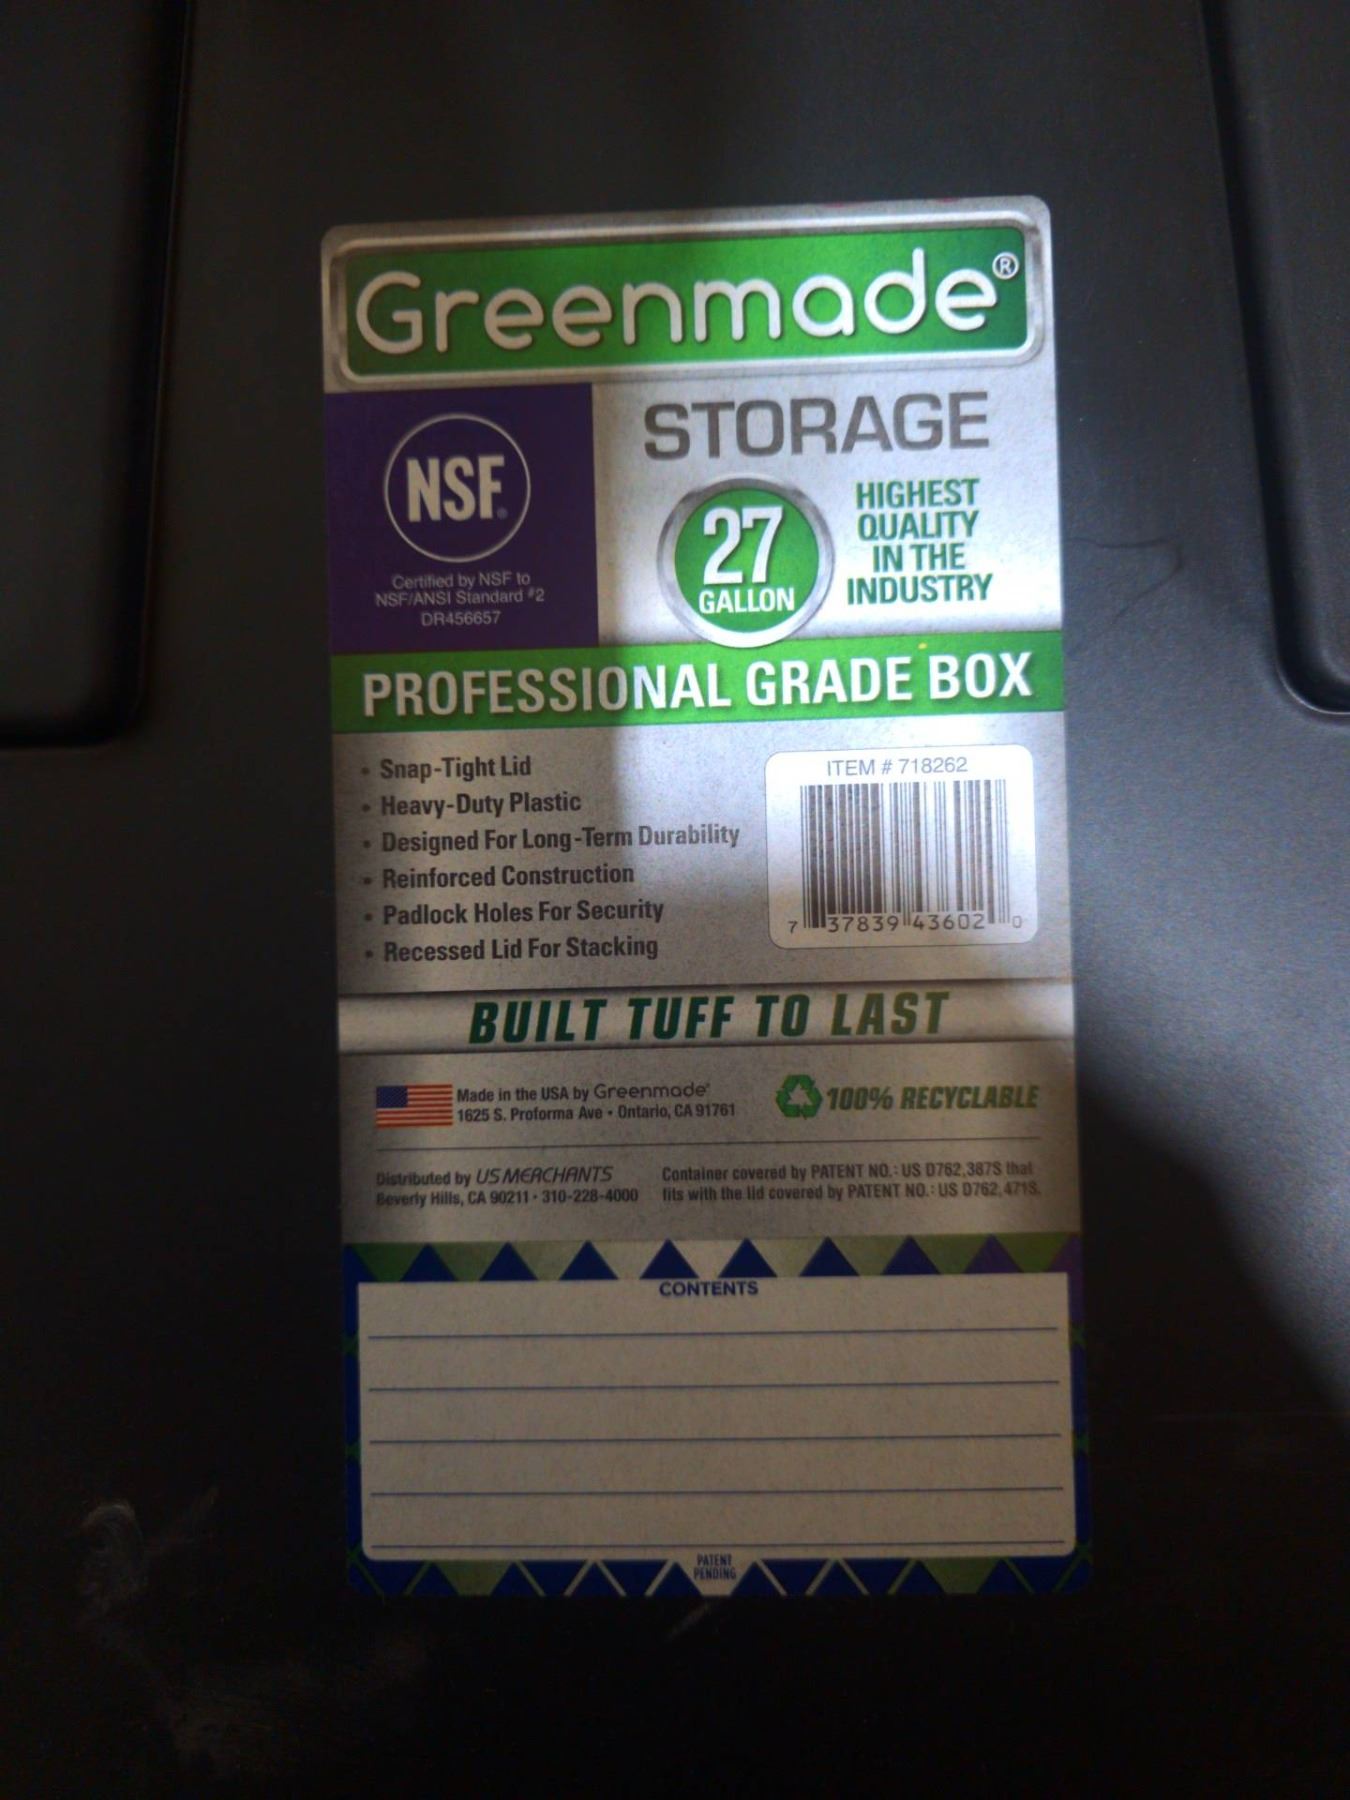 Greenmade®
NSF®
Certified by NSF to
NSF/ANSI Standard #2
DR456657
STORAGE
27
GALLON
HIGHEST
QUALITY
IN THE
INDUSTRY
PROFESSIONAL GRADE BOX
• Snap-Tight Lid
• Heavy-Duty Plastic
• Designed For Long-Term Durability
• Reinforced Construction
• Padlock Holes For Security
• Recessed Lid For Stacking
ITEM # 718262
7 37839 43602 0
BUILT TUFF TO LAST
Made in the USA by Greenmade®
1625 S. Proforma Ave • Ontario, CA 91761
100% RECYCLABLE
Distributed by US MERCHANTS
Beverly Hills, CA 90211 • 310-228-4000
Container covered by PATENT NO.: US D762,387S that
fits with the lid covered by PATENT NO.: US D762,471S.
CONTENTS
PATENT
PENDING